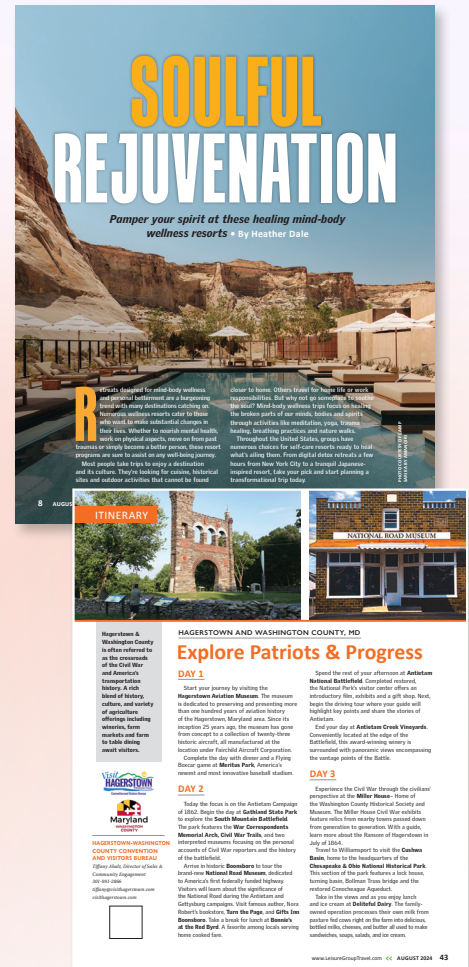 SOULFUL
REJUVENATION
Pamper your spirit at these healing mind-body
wellness resorts • By Heather Dale
Retreats designed for mind-body wellness
and personal betterment are a burgeoning
trend with many destinations catching on.
Numerous wellness resorts cater to those
who want to make substantial changes in
their lives. Whether to nourish mental health,
work on physical aspects, move on from past
traumas or simply become a better person, these resort
programs are sure to assist on any well-being journey.
Most people take trips to enjoy a destination
and its culture. They're looking for cuisine, historical
sites and outdoor activities that cannot be found
closer to home. Others travel for home life or work
responsibilities. But why not go someplace to soothe
the soul? Mind-body wellness trips focus on healing
the broken parts of our minds, bodies and spirits
through activities like meditation, yoga, trauma
healing, breathing practices and nature walks.
Throughout the United States, groups have
numerous choices for self-care resorts ready to heal
what's ailing them. From digital detox retreats a few
hours from New York City to a tranquil Japanese-
inspired resort, take your pick and start planning a
transformational trip today.
8 AUGUS
ITINERARY
NATIONAL ROAD MUSEUM
Hagerstown &
Washington County
is often referred to
as the crossroads
of the Civil War
and America's
transportation
history. A rich
blend of history,
culture, and variety
of agriculture
offerings including
wineries, farm
markets and farm
to table dining
await visitors.
Visit
HAGERSTOWN
Convention & Visitors Bureau
Maryland
WASHINGTON
COUNTY
HAGERSTOWN-WASHINGTON
COUNTY CONVENTION
AND VISITORS BUREAU
Tiffany Ahalt, Director of Sales &
Community Engagement
301-891-2886
tiffany@visithagerstown.com
visithagerstown.com
HAGERSTOWN AND WASHINGTON COUNTY, MD
Explore Patriots & Progress
DAY 1
Start your journey by visiting the
Hagerstown Aviation Museum. The museum
is dedicated to preserving and presenting more
than one hundred years of aviation history
of the Hagerstown, Maryland area. Since its
inception 25 years ago, the museum has gone
from concept to a collection of twenty-three
historic aircraft, all manufactured at the
location under Fairchild Aircraft Corporation.
Complete the day with dinner and a Flying
Boxcar game at Meritus Park, America's
newest and most innovative baseball stadium.
DAY 2
Today the focus is on the Antietam Campaign
of 1862. Begin the day at Gathland State Park
to explore the South Mountain Battlefield.
The park features the War Correspondents
Memorial Arch, Civil War Trails, and two
interpreted museums focusing on the personal
accounts of Civil War reporters and the history
of the battlefield.
Arrive in historic Boonsboro to tour the
brand-new National Road Museum, dedicated
to America's first federally funded highway.
Visitors will learn about the significance of
the National Road during the Antietam and
Gettysburg campaigns. Visit famous author, Nora
Robert's bookstore, Turn the Page, and Gifts Inn
Boonsboro. Take a break for lunch at Bonnie's
at the Red Byrd. A favorite among locals serving
home cooked fare.
Spend the rest of your afternoon at Antietam
National Battlefield. Completed restored,
the National Park's visitor center offers an
introductory film, exhibits and a gift shop. Next,
begin the driving tour where your guide will
highlight key points and share the stories of
Antietam.
End your day at Antietam Creek Vineyards.
Conveniently located at the edge of the
Battlefield, this award-winning winery is
surrounded with panoramic views encompassing
the vantage points of the Battle.
DAY 3
Experience the Civil War through the civilians'
perspective at the Miller House – Home of
the Washington County Historical Society and
Museum. The Miller House Civil War exhibits
feature relics from nearby towns passed down
from generation to generation. With a guide,
learn more about the Ransom of Hagerstown in
July of 1864.
Travel to Williamsport to visit the Cushwa
Basin, home to the headquarters of the
Chesapeake & Ohio National Historical Park.
This section of the park features a lock house,
turning basin, Bollman Truss bridge and the
restored Conococheague Aqueduct.
Take in the views and as you enjoy lunch
and ice cream at Deliteful Dairy. The family-
owned operation processes their own milk from
pasture fed cows right on the farm into delicious,
bottled milks, cheeses, and butter all used to make
sandwiches, soups, salads, and ice cream.
www.LeisureGroupTravel.com << AUGUST 2024 43